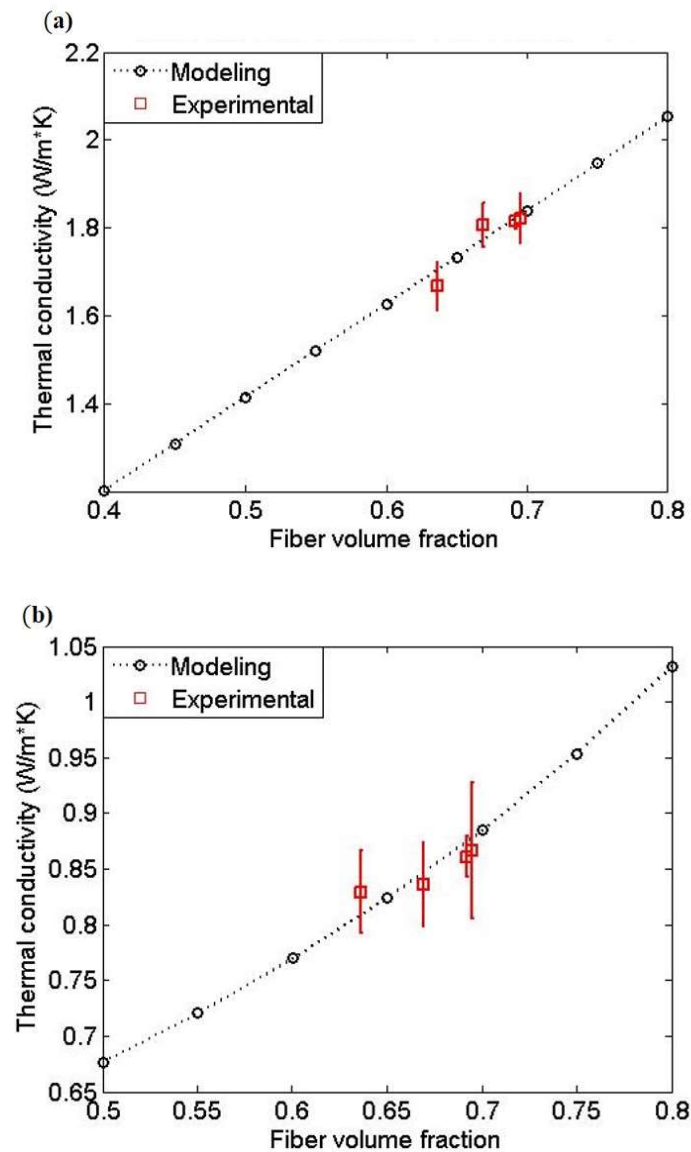 (a)
2.2
2
1.8
1.6
1.4
Thermal conductivity (W/m*K)
Modeling
Experimental
0.4 0.5 0.6 0.7 0.8
Fiber volume fraction
(b)
1.05
1
0.95
0.9
0.85
0.8
0.75
0.7
0.65
Thermal conductivity (W/m*K)
Modeling
Experimental
0.5 0.55 0.6 0.65 0.7 0.75 0.8
Fiber volume fraction